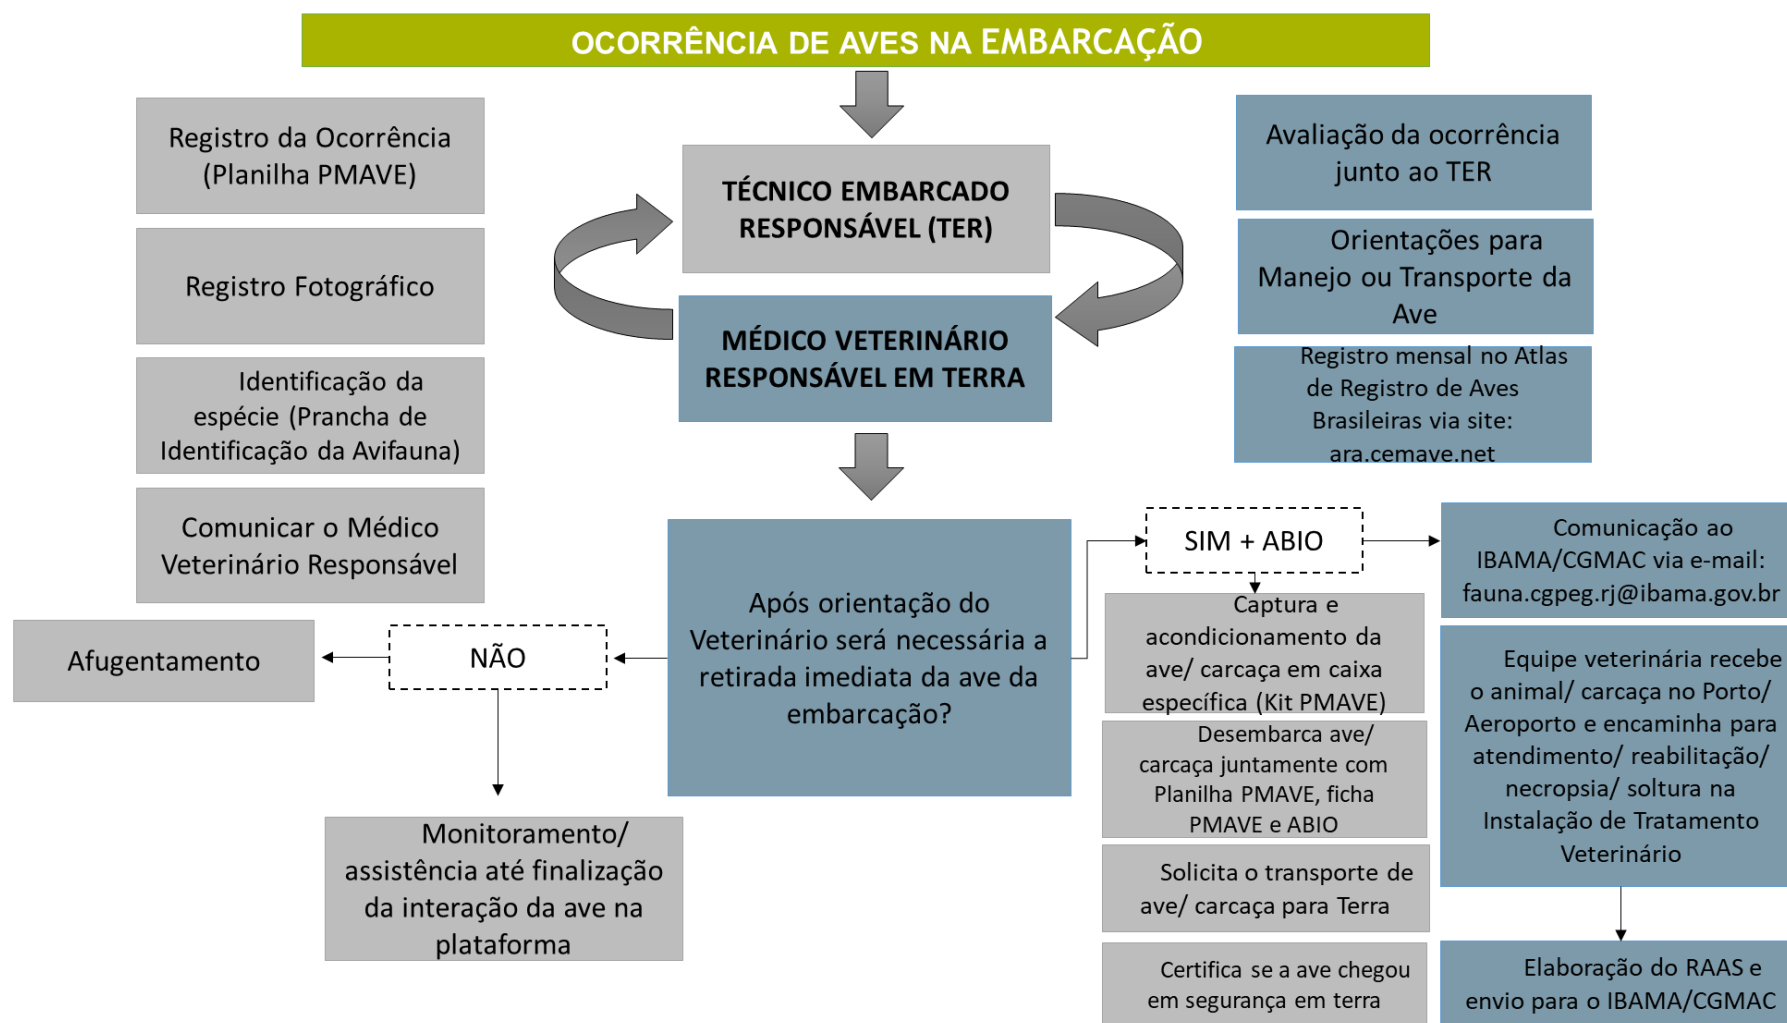 OCORRÊNCIA DE AVES NA EMBARCAÇÃO
Registro da Ocorrência
(Planilha PMAVE)
Registro Fotográfico
Identificação da
espécie (Prancha de
Identificação da Avifauna)
Comunicar o Médico
Veterinário Responsável
TÉCNICO EMBARCADO
RESPONSÁVEL (TER)
MÉDICO VETERINÁRIO
RESPONSÁVEL EM TERRA
Avaliação da ocorrência
junto ao TER
Orientações para
Manejo ou Transporte da
Ave
Registro mensal no Atlas
de Registro de Aves
Brasileiras via site:
ara.cemave.net
Após orientação do
Veterinário será necessária a
retirada imediata da ave da
embarcação?
NÃO
Afugentamento
Monitoramento/
assistência até finalização
da interação da ave na
plataforma
SIM + ABIO
Captura e
acondicionamento da
ave/ carcaça em caixa
específica (Kit PMAVE)
Desembarca ave/
carcaça juntamente com
Planilha PMAVE, ficha
PMAVE e ABIO
Solicita o transporte de
ave/ carcaça para Terra
Certifica se a ave chegou
em segurança em terra
Comunicação ao
IBAMA/CGMAC via e-mail:
fauna.cgpeg.rj@ibama.gov.br
Equipe veterinária recebe
o animal/ carcaça no Porto/
Aeroporto e encaminha para
atendimento/ reabilitação/
necropsia/ soltura na
Instalação de Tratamento
Veterinário
Elaboração do RAAS e
envio para o IBAMA/CGMAC